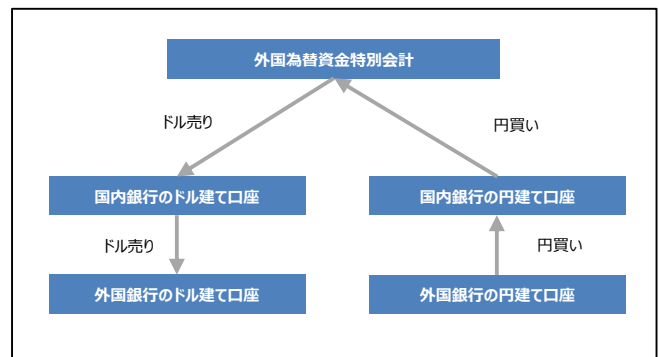 外国為替資金特別会計
ドル売り
円買い
国内銀行のドル建て口座
国内銀行の円建て口座
ドル売り
円買い
外国銀行のドル建て口座
外国銀行の円建て口座